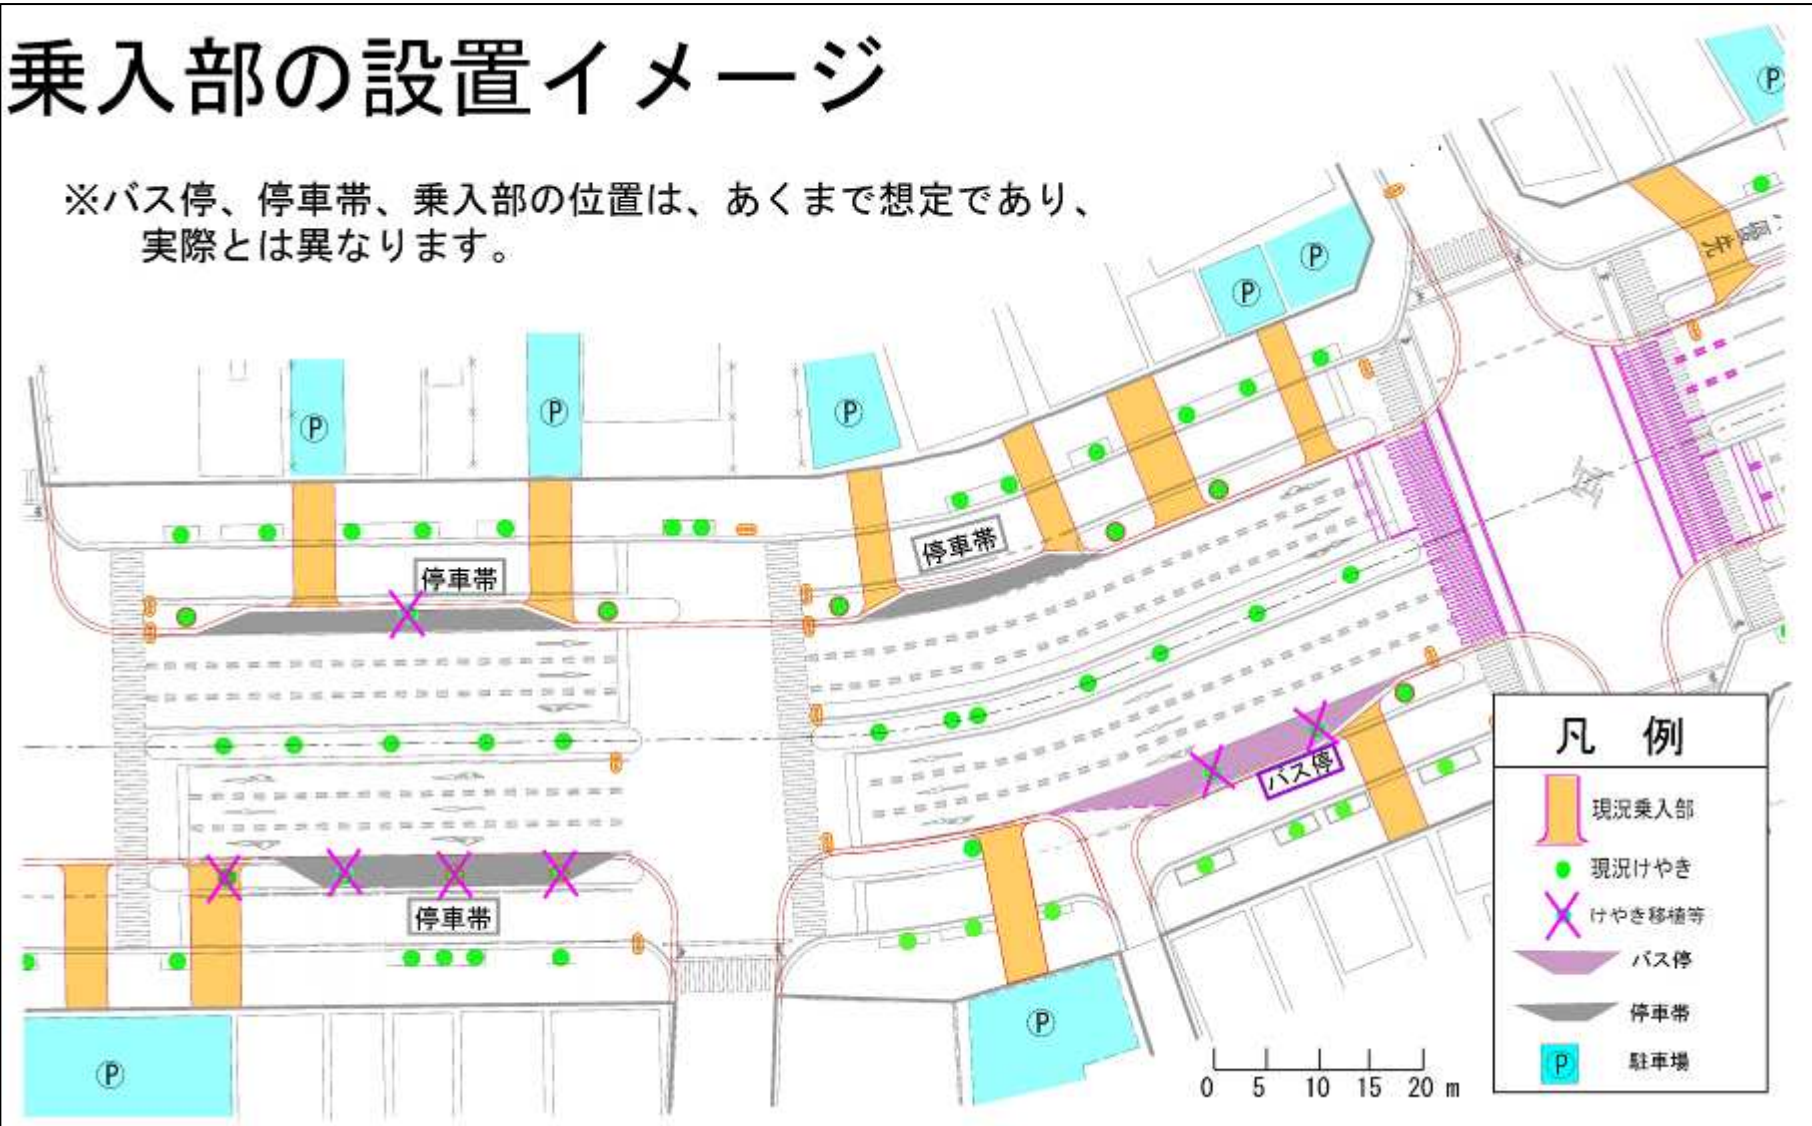 乗入部の設置イメージ
※バス停、停車帯、乗入部の位置は、あくまで想定であり、
実際とは異なります。
P
P
P
P
P
P
停車帯
停車帯
バス停
停車帯
P
P
凡 例
現況乗入部
現況けやき
けやき移植等
バス停
停車帯
P 駐車場
0 5 10 15 20 m